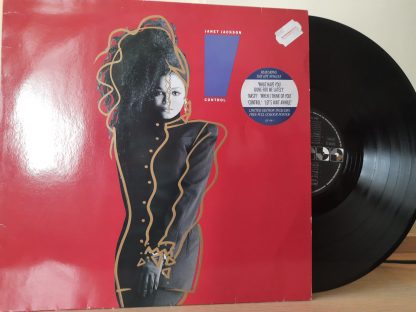 JANET JACKSON
CONTROL
FEATURING
THE HIT SINGLES
'WHAT HAVE YOU
DONE FOR ME LATELY'
'NASTY' 'WHEN I THINK OF YOU'
'CONTROL' 'LET'S WAIT AWHILE'
LIMITED EDITION INCLUDES
FREE FULL COLOUR POSTER